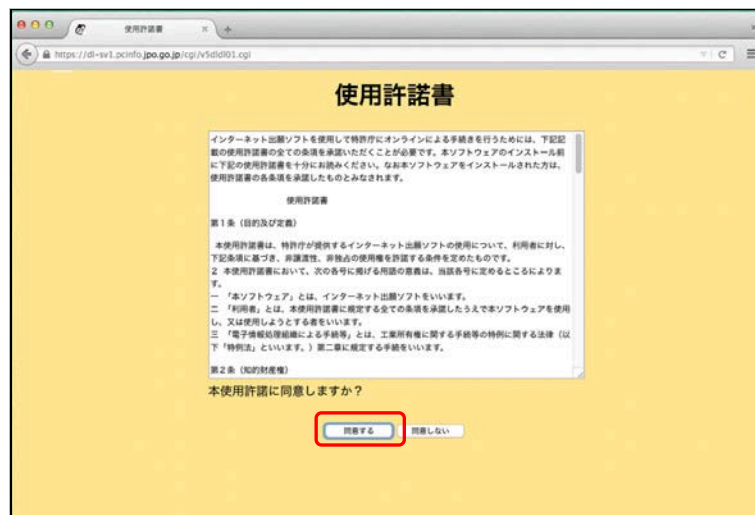 使用許諾書
https://dl-sv1.pcinfo.jpo.go.jp/cgi/v5dldl01.cgi
使用許諾書
インターネット出願ソフトを使用して特許庁にオンラインによる手続きを行うためには、下記記
載の使用許諾書の全ての条項を承諾いただくことが必要です。本ソフトウェアのインストール前
に下記の使用許諾書を十分にお読みください。なお本ソフトウェアをインストールされた方は、
使用許諾書の各条項を承諾したものとみなされます。
使用許諾書
第１条（目的及び定義）
本使用許諾書は、特許庁が提供するインターネット出願ソフトの使用について、利用者に対し、
下記条項に基づき、非譲渡性、非独占の使用権を許諾する条件を定めたものです。
２ 本使用許諾書において、次の各号に掲げる用語の意義は、当該各号に定めるところによりま
す。
一 「本ソフトウェア」とは、インターネット出願ソフトをいいます。
二 「利用者」とは、本使用許諾書に規定する全ての条項を承諾したうえで本ソフトウェアを使用
し、又は使用しようとする者をいいます。
三 「電子情報処理組織による手続等」とは、工業所有権に関する手続等の特例に関する法律（以
下「特例法」といいます。）第二章に規定する手続をいいます。
第２条（知的財産権）
本使用許諾に同意しますか？
同意する
同意しない